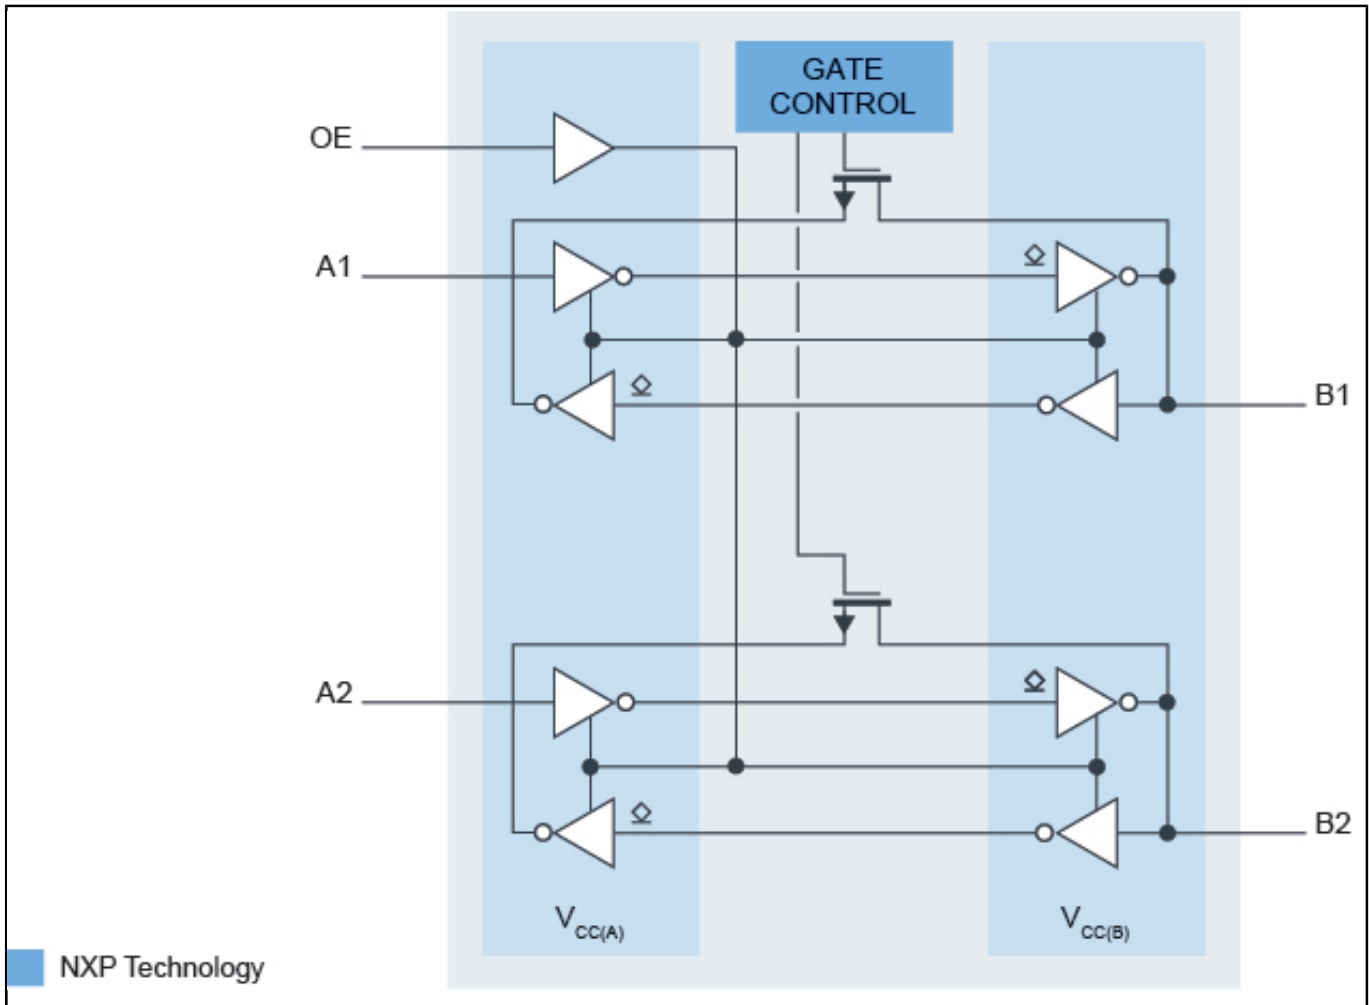 GATE
CONTROL
OE
A1
B1
A2
B2
VCC(A)
VCC(B)
NXP Technology